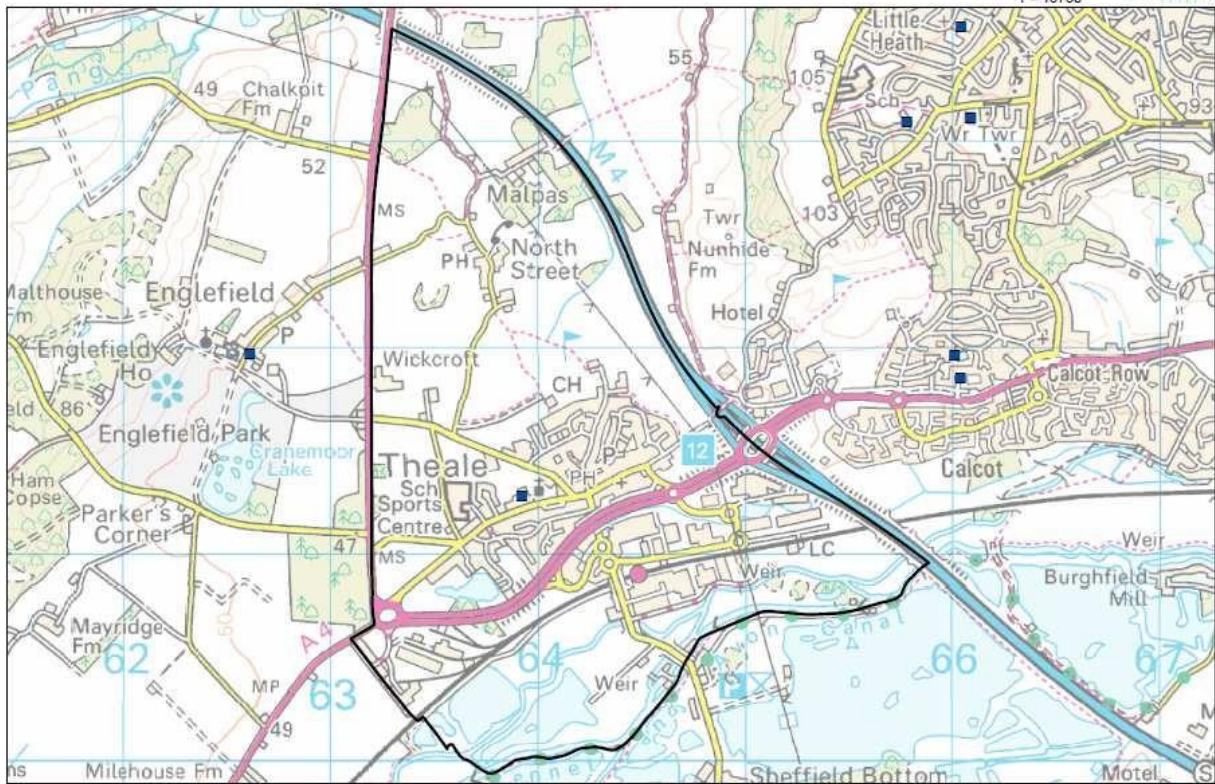 Little
Heath
49
Chalkpit
Fm
Pang
55
105
Sch
Wr Twr
93
52
M4
Malpas
MS
103
Twr
North
Street
PH
Nunhide
Fm
Malthouse
Englefield
Hotel
P
Englefield
Ho
Wickcroft
CH
Calcot Row
86
Englefield Park
12
Cranemoor
Lake
Theale
P
PH
Calcot
Ham
Copse
Sch
Sports
Centre
Parker's
Corner
47
MS
LC
Weir
Weir
Burghfield
Mill
Mayridge
Fm
A4
Canal
62
64
66
67
63
Weir
P
MP
49
Milehouse Fm
Sheffield Bottom
Motel
S